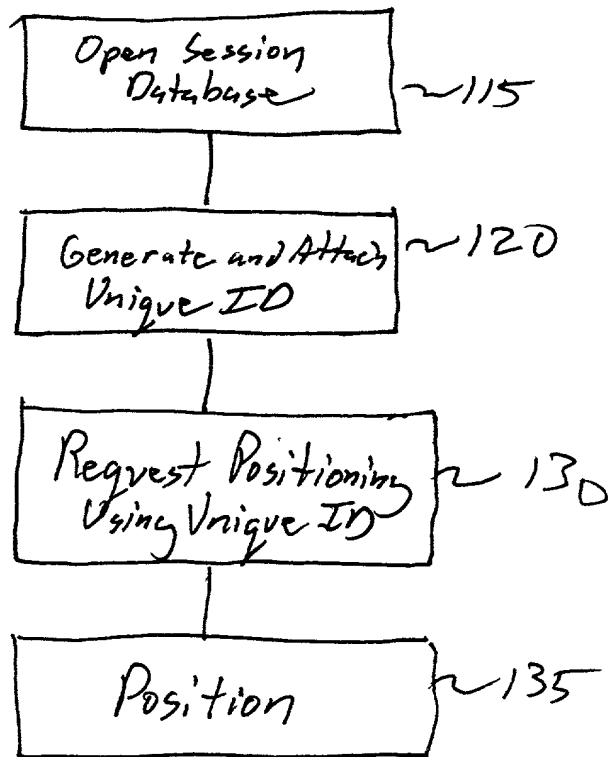 Open Session
Database
~115
Generate and Attach
Unique ID
~120
Request Positioning
Using Unique ID
~130
Position
~135